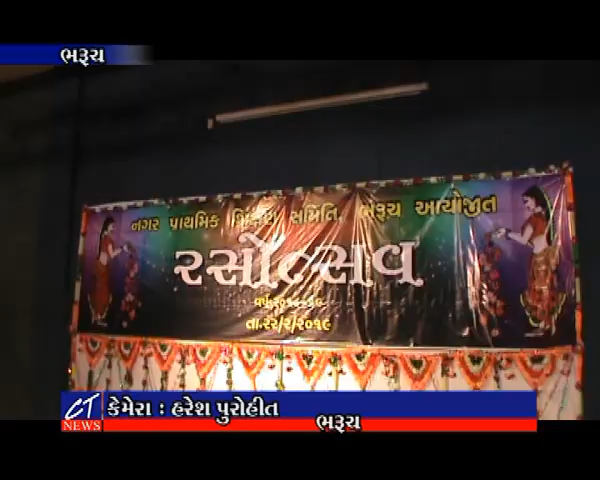 ભરૂચ
નગર પ્રાથમિક શિક્ષણ સમિતિ, ભરૂચ આયોજીત
રસોત્સવ
તા.૨૨/૨/૨૦૧૯
CT કેમેરા : હરેશ પુરોહીત
NEWS ભરૂચ